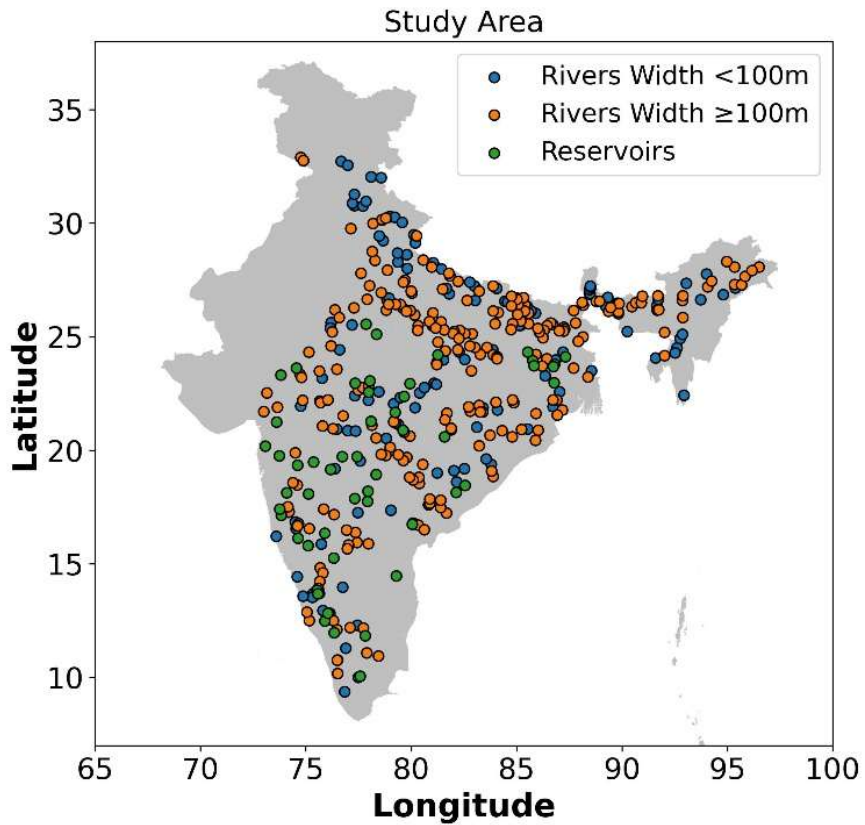 Study Area
Rivers Width <100m
Rivers Width ≥100m
Reservoirs
35
30
25
20
15
10
Latitude
65 70 75 80 85 90 95 100
Longitude